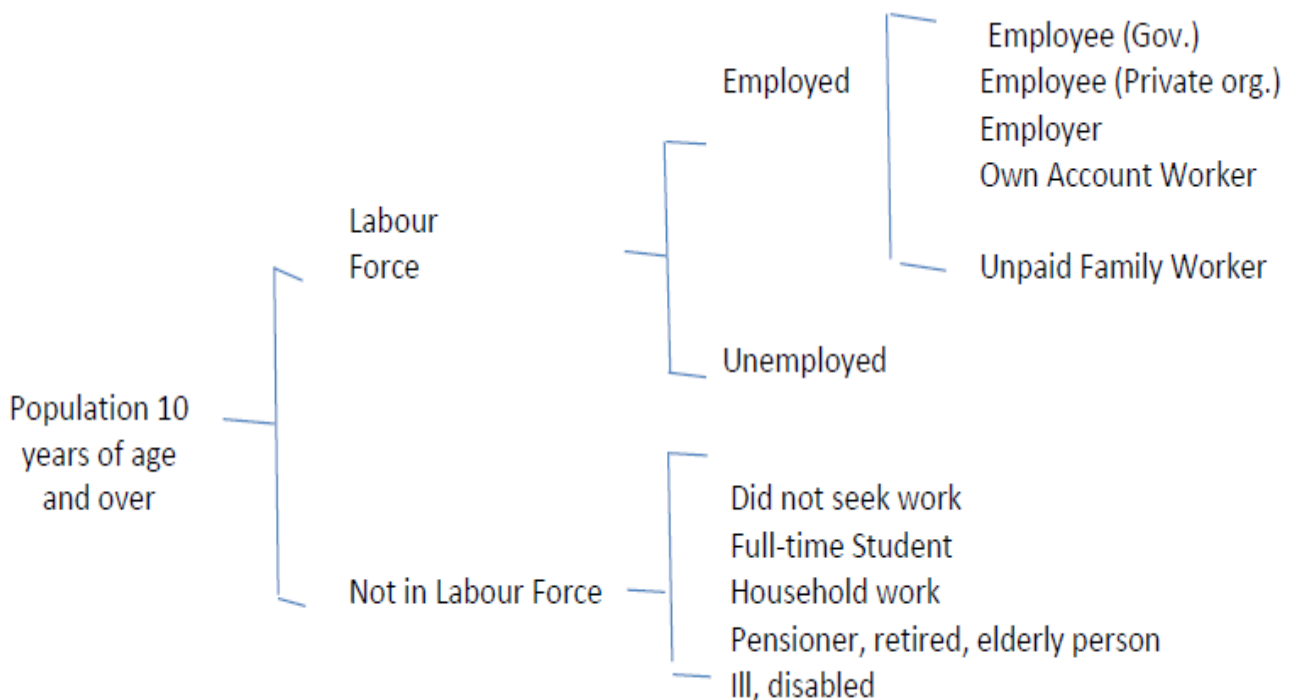 Employee (Gov.)
Employed
Employee (Private org.)
Employer
Own Account Worker
Labour
Force
Unpaid Family Worker
Unemployed
Population 10
years of age
and over
Did not seek work
Full-time Student
Not in Labour Force
Household work
Pensioner, retired, elderly person
Ill, disabled